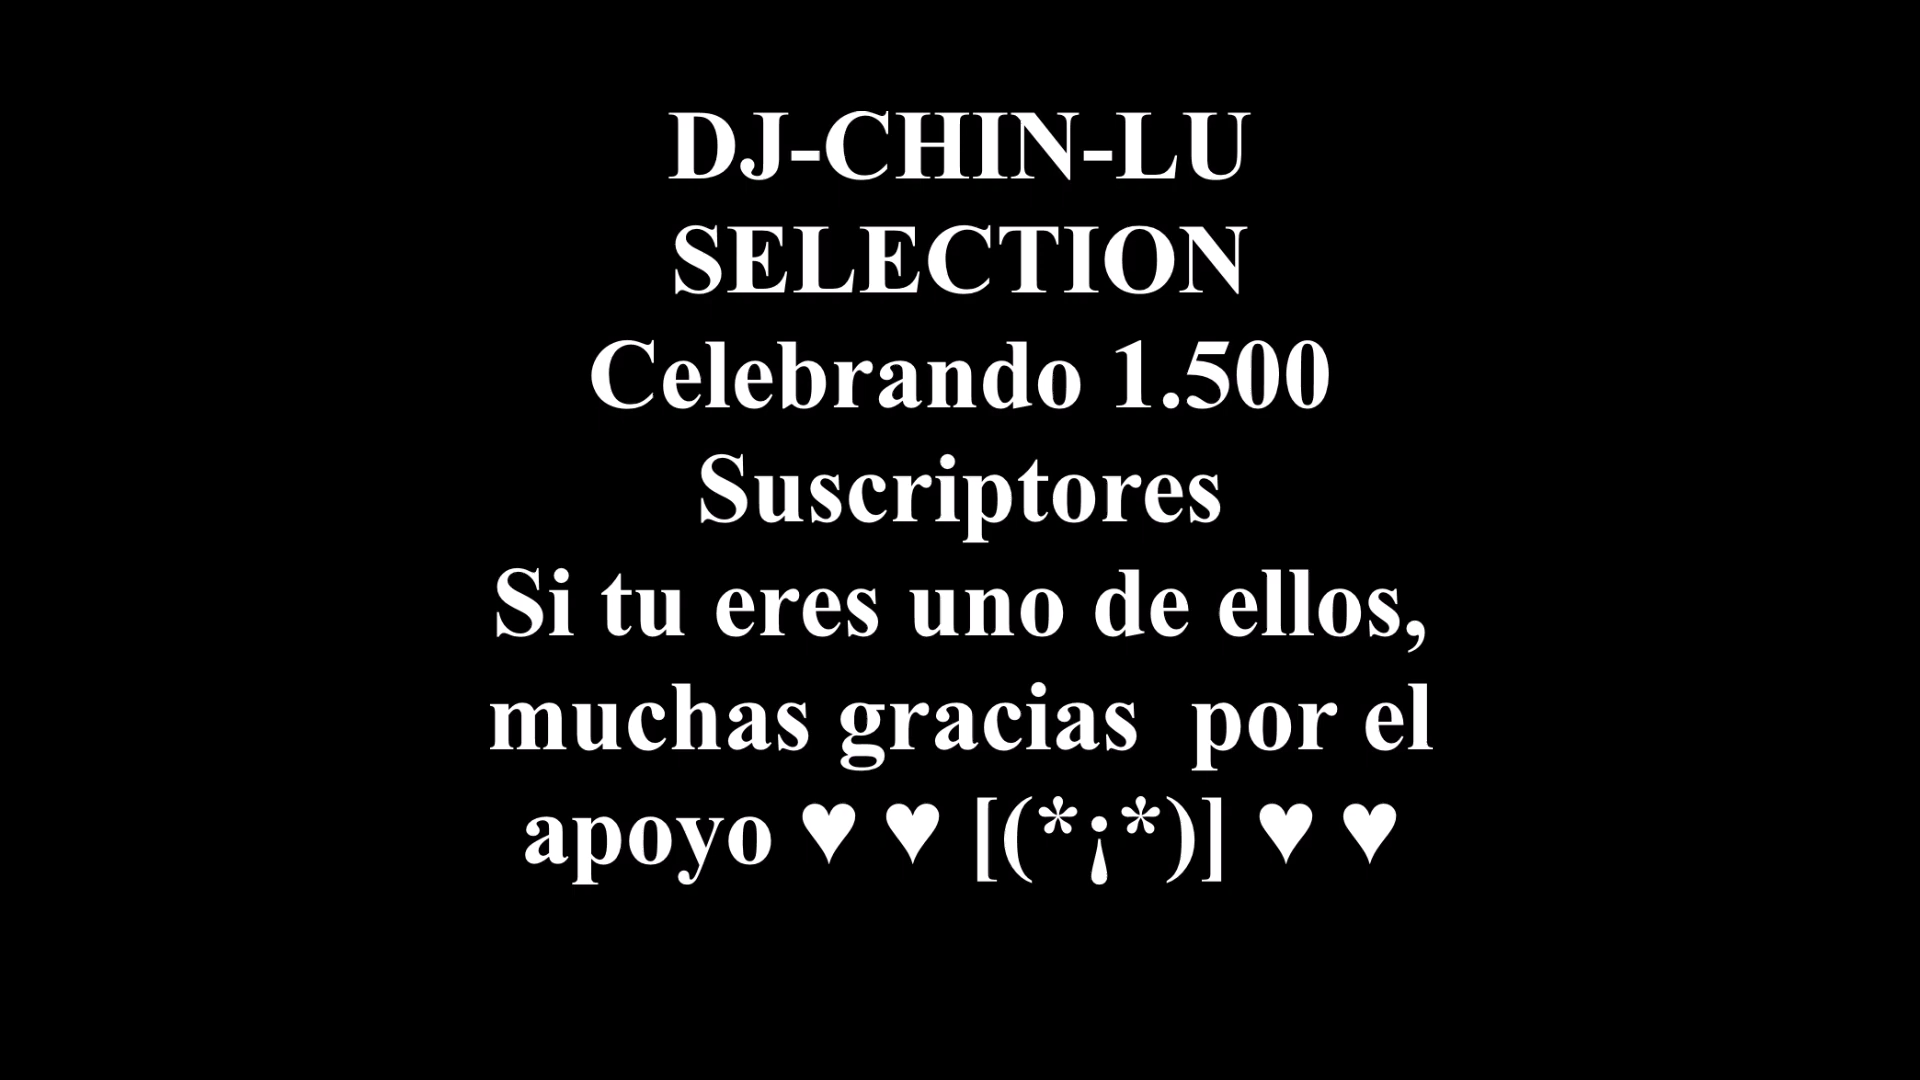 DJ-CHIN-LU
SELECTION
Celebrando 1.500
Suscriptores
Si tu eres uno de ellos,
muchas gracias  por el
apoyo ♥ ♥ [(*¡*)] ♥ ♥